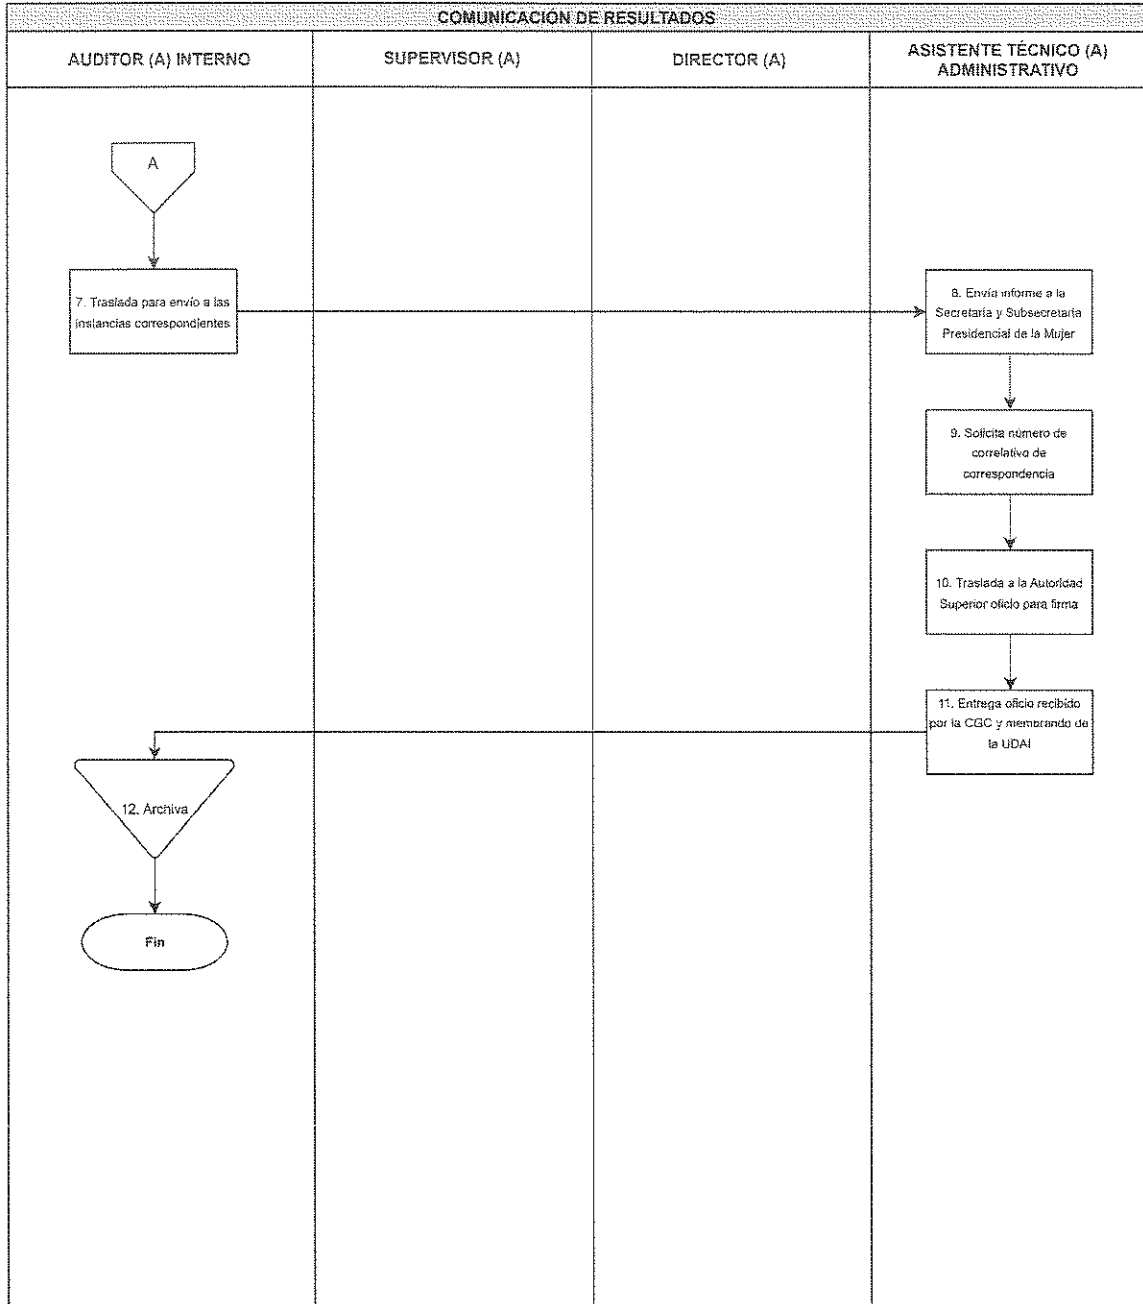 COMUNICACIÓN DE RESULTADOS
AUDITOR (A) INTERNO
SUPERVISOR (A)
DIRECTOR (A)
ASISTENTE TÉCNICO (A)
ADMINISTRATIVO
A
7. Traslada para envío a las
instancias correspondientes
8. Envía informe a la
Secretaría y Subsecretaría
Presidencial de la Mujer
9. Solicita número de
correlativo de
correspondencia
10. Traslada a la Autoridad
Superior oficio para firma
11. Entrega oficio recibido
por la CGC y memorando de
la UDAI
12. Archiva
Fin